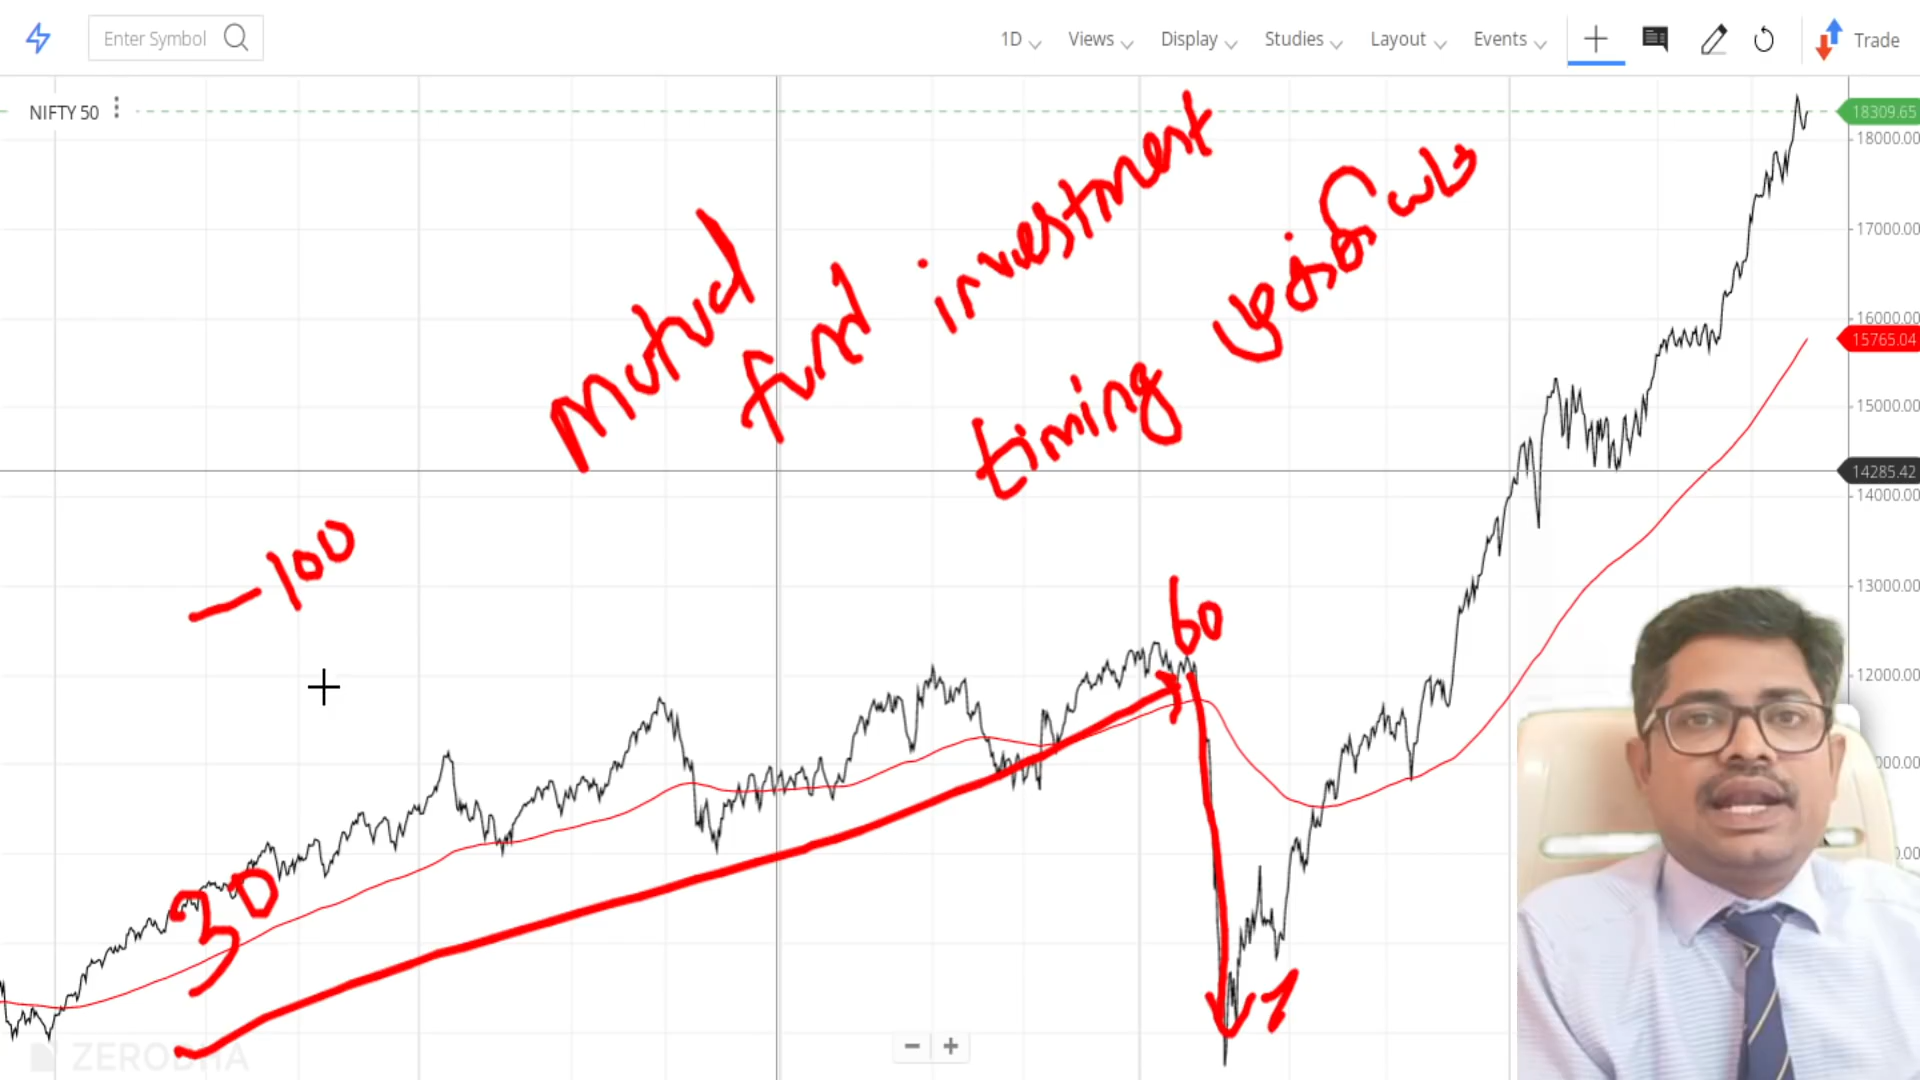 Enter Symbol
1D Views Display Studies Layout Events Trade
NIFTY 50
18309.65
18000.00
17000.00
16000.00
15765.04
15000.00
14285.42
14000.00
13000.00
12000.00
mutual
fund investment
timing
-100
60
30
ZERODHA